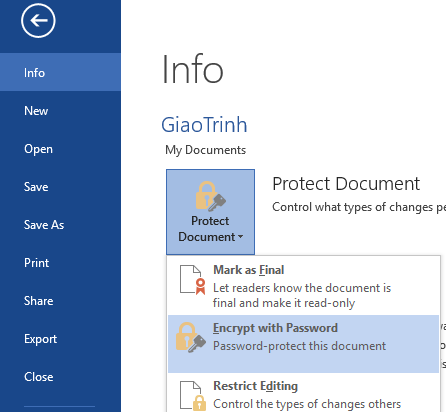 Info
Info
GiaoTrinh
New
My Documents
Open
Protect Document
Save
Control what types of changes
Protect
Document
Save As
Mark as Final
Print
Let readers know the document is
final and make it read-only
Share
Encrypt with Password
Password-protect this document
Export
Close
Restrict Editing
Control the types of changes others